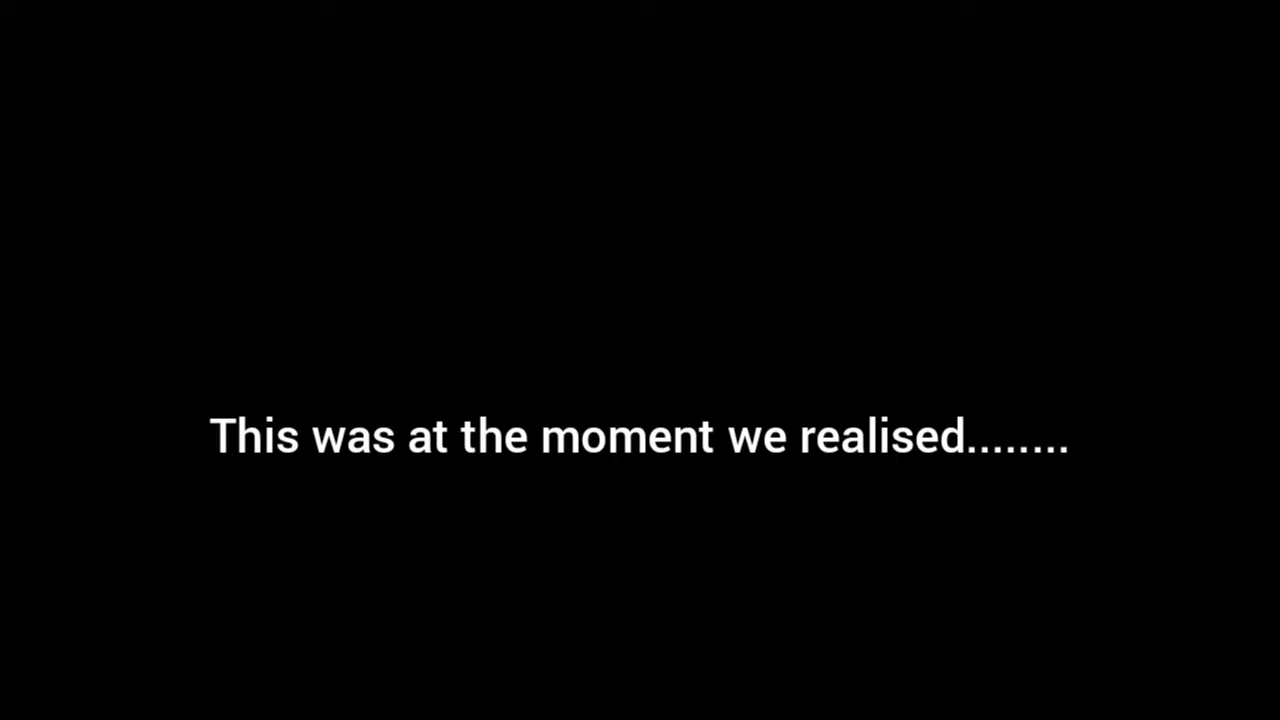 This was at the moment we realised........